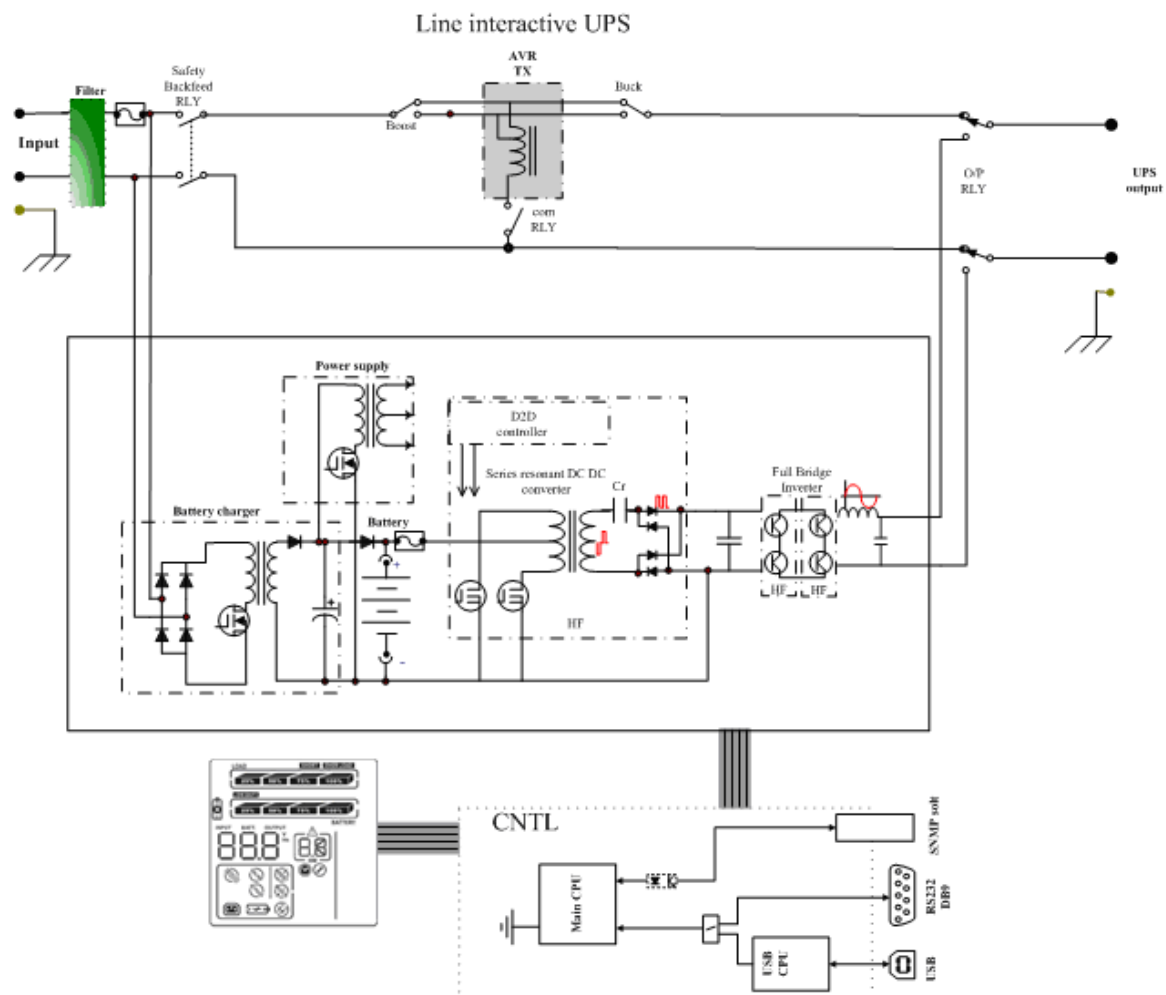 Line interactive UPS
AVR
TX
Safety
Backfeed
RLY
Filter
Buck
Boost
Input
com
RLY
O/P
RLY
UPS
output
Power supply
D2D
controller
Series resonant DC DC
converter
Cr
Full Bridge
Inverter
Battery charger
Battery
+
+
-
HF
HF
HF
LOAD
BATTERY
INPUT BATT. OUTPUT
CNTL
SNMP solt
Main CPU
RS232
DB9
USB
CPU
USB